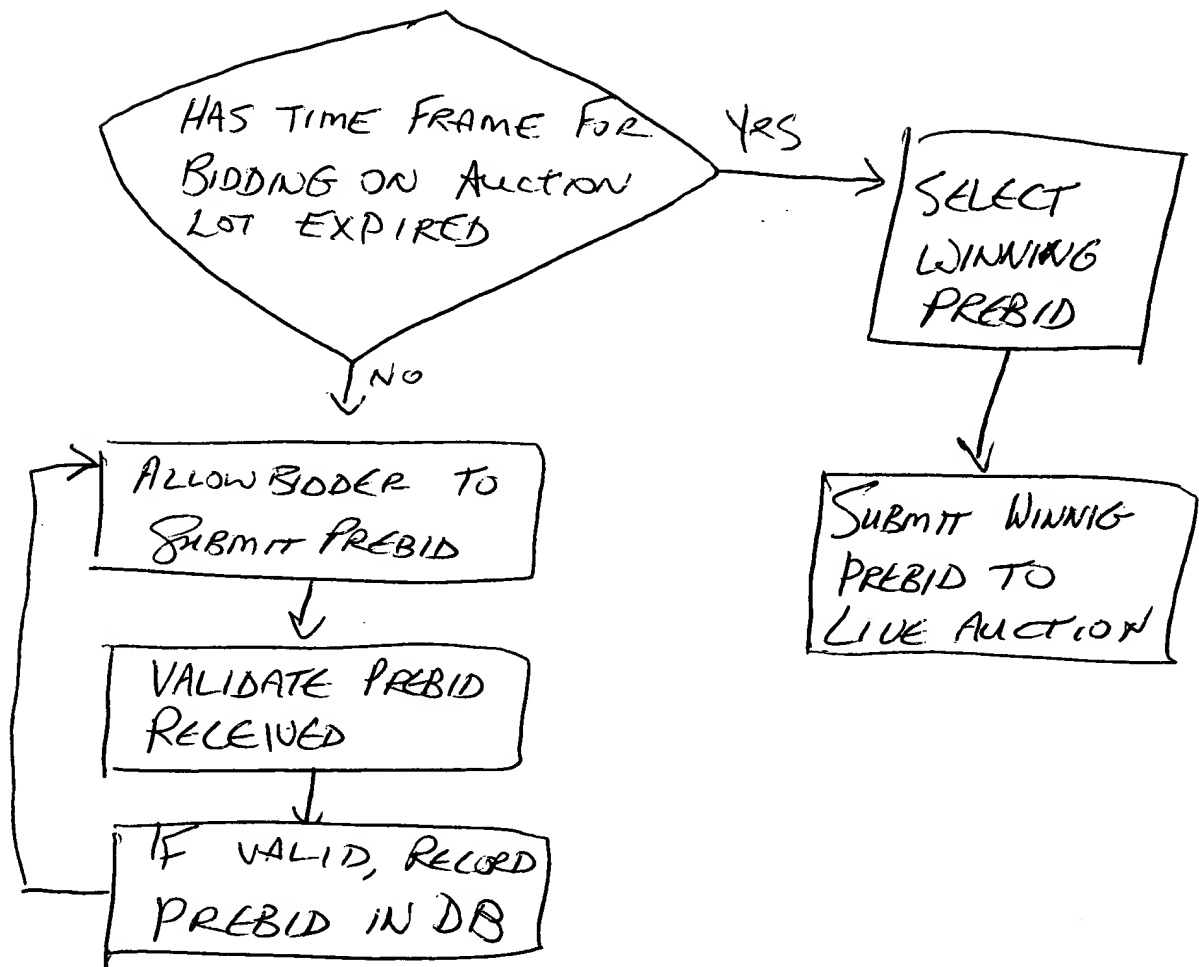 HAS TIME FRAME FOR
BIDDING ON AUCTION
LOT EXPIRED
YES
SELECT
WINNING
PREBID
NO
ALLOW BIDDER TO
SUBMIT PREBID
SUBMIT WINNIG
PREBID TO
LIVE AUCTION
VALIDATE PREBID
RECEIVED
IF VALID, RECORD
PREBID IN DB